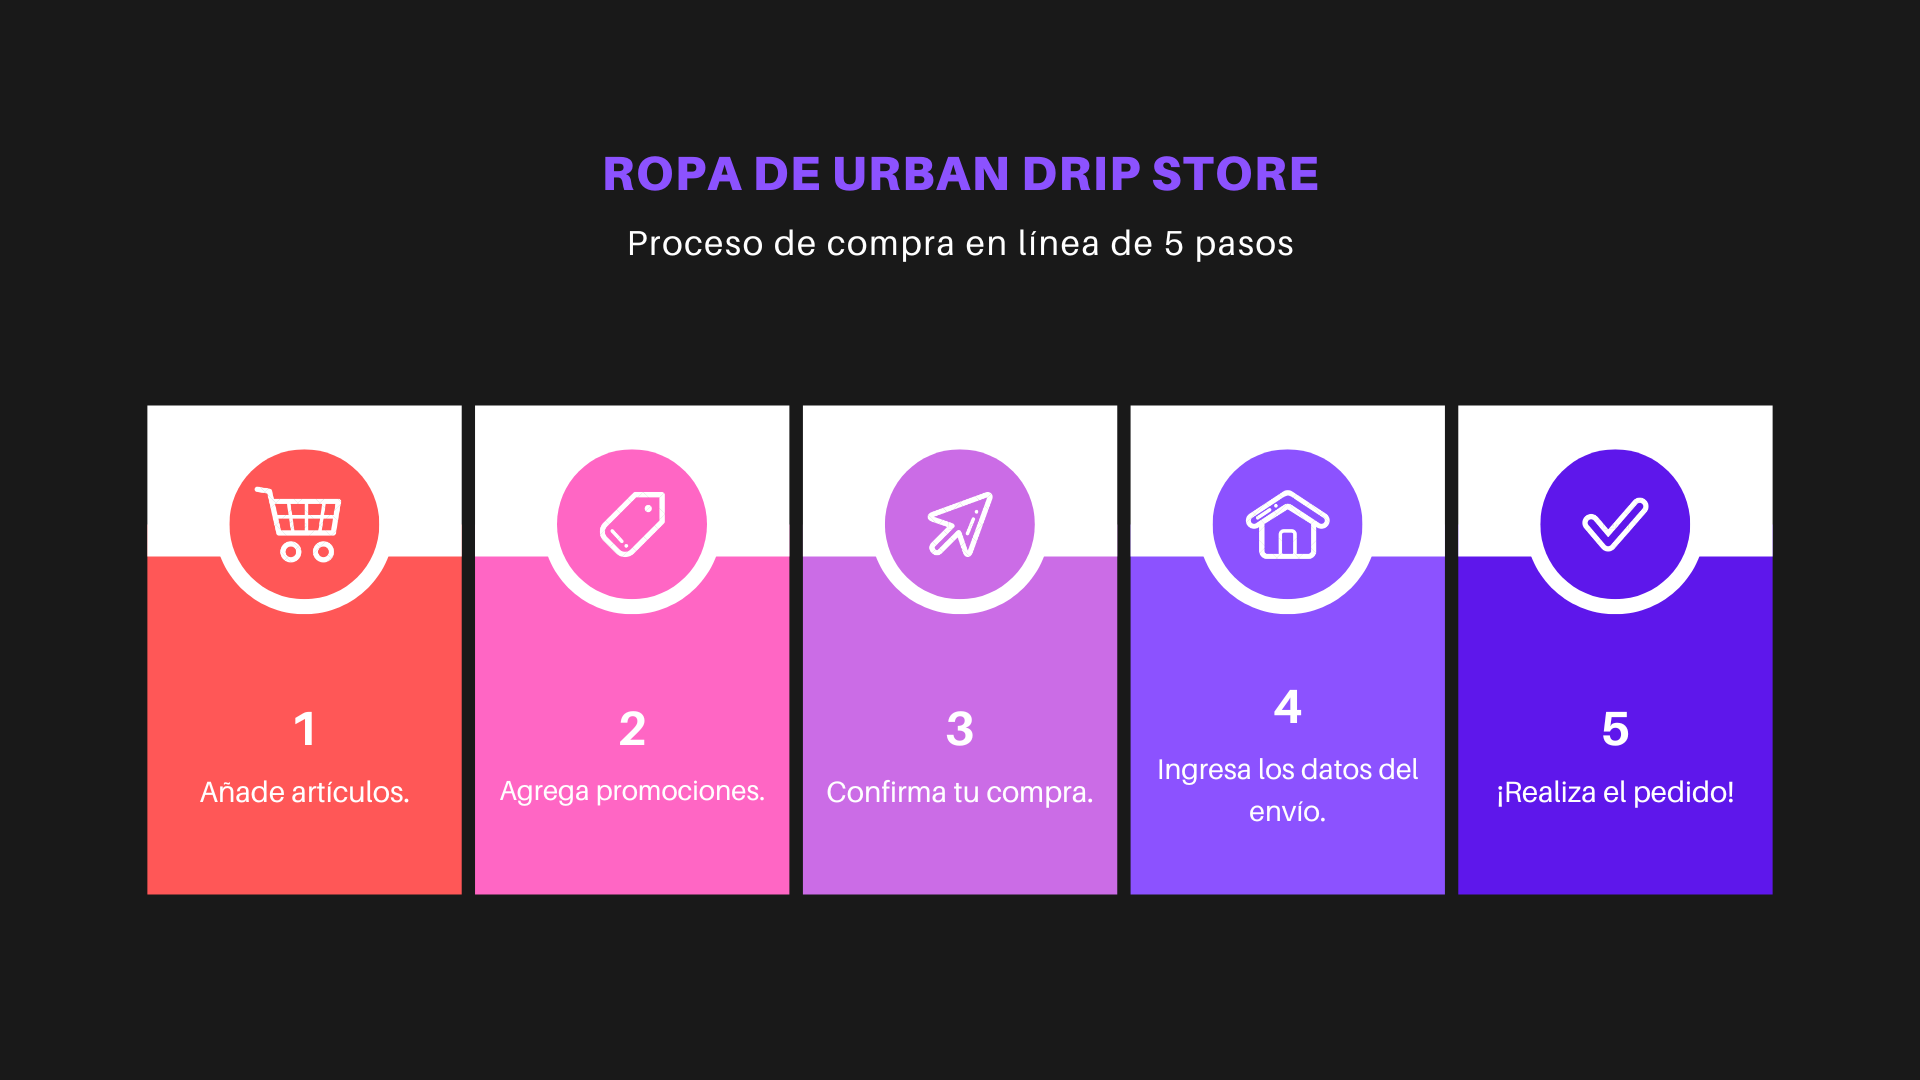 ROPA DE URBAN DRIP STORE
Proceso de compra en línea de 5 pasos
1
Añade artículos.
2
Agrega promociones.
3
Confirma tu compra.
4
Ingresa los datos del
envío.
5
¡Realiza el pedido!